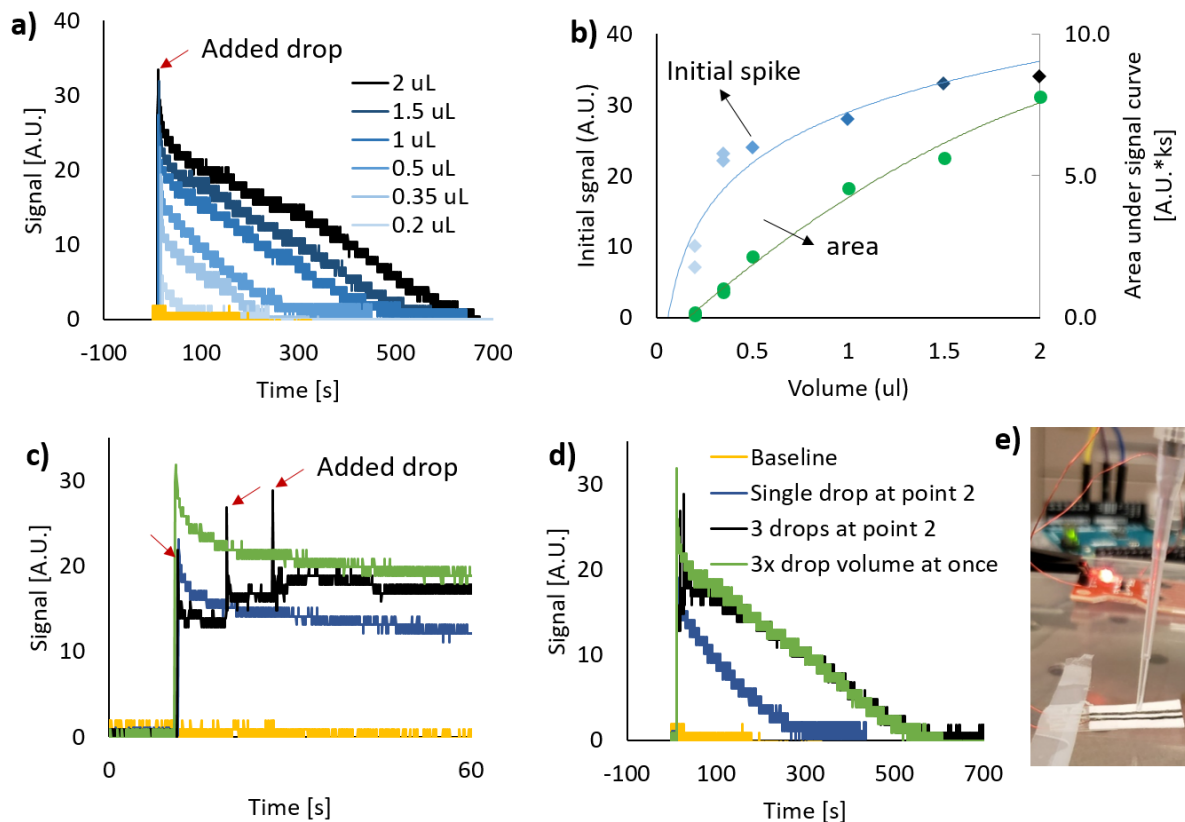 a)
Signal [A.U.]
40
30
20
10
0
Added drop
2 uL
1.5 uL
1 uL
0.5 uL
0.35 uL
0.2 uL
-100 100 300 500 700
Time [s]
b)
Initial sgnal (A.U.)
40
30
20
10
0
Initial spike
area
10.0
5.0
0.0
Area under signal curve
[A.U.*ks]
0 0.5 1 1.5 2
Volume (ul)
c)
Signal [A.U.]
30
20
10
0
Added drop
0 60
Time [s]
d)
Signal [A.U.]
30
20
10
0
Baseline
Single drop at point 2
3 drops at point 2
3x drop volume at once
-100 100 300 500 700
Time [s]
e)